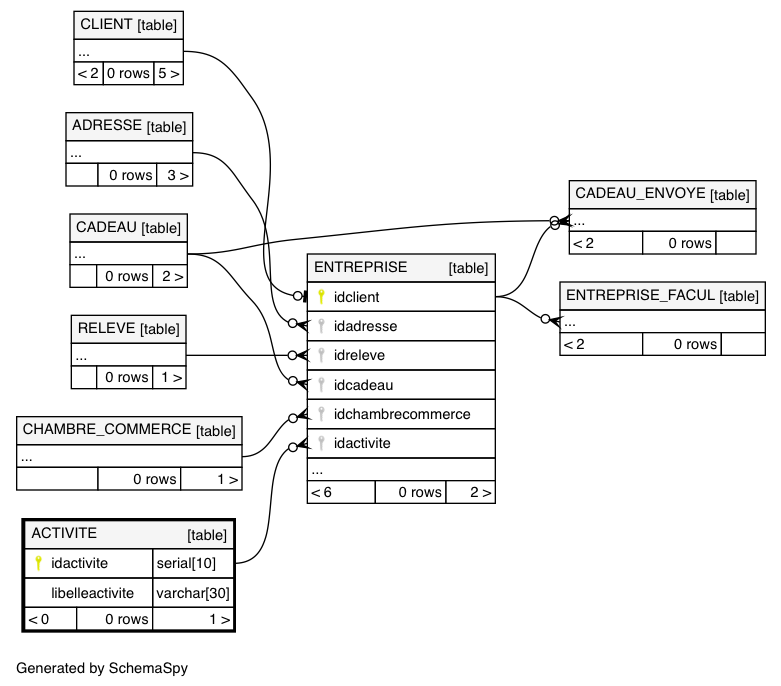 CLIENT [table]
...
< 2 0 rows 5 >
ADRESSE [table]
...
0 rows 3 >
CADEAU [table]
...
0 rows 2 >
RELEVE [table]
...
0 rows 1 >
CHAMBRE_COMMERCE [table]
...
0 rows 1 >
ACTIVITE [table]
idactivite serial[10]
libelleactivite varchar[30]
< 0 0 rows 1 >
ENTREPRISE [table]
idclient
idadresse
idreleve
idcadeau
idchambrecommerce
idactivite
...
< 6 0 rows 2 >
CADEAU_ENVOYE [table]
...
< 2 0 rows
ENTREPRISE_FACUL [table]
...
< 2 0 rows
Generated by SchemaSpy